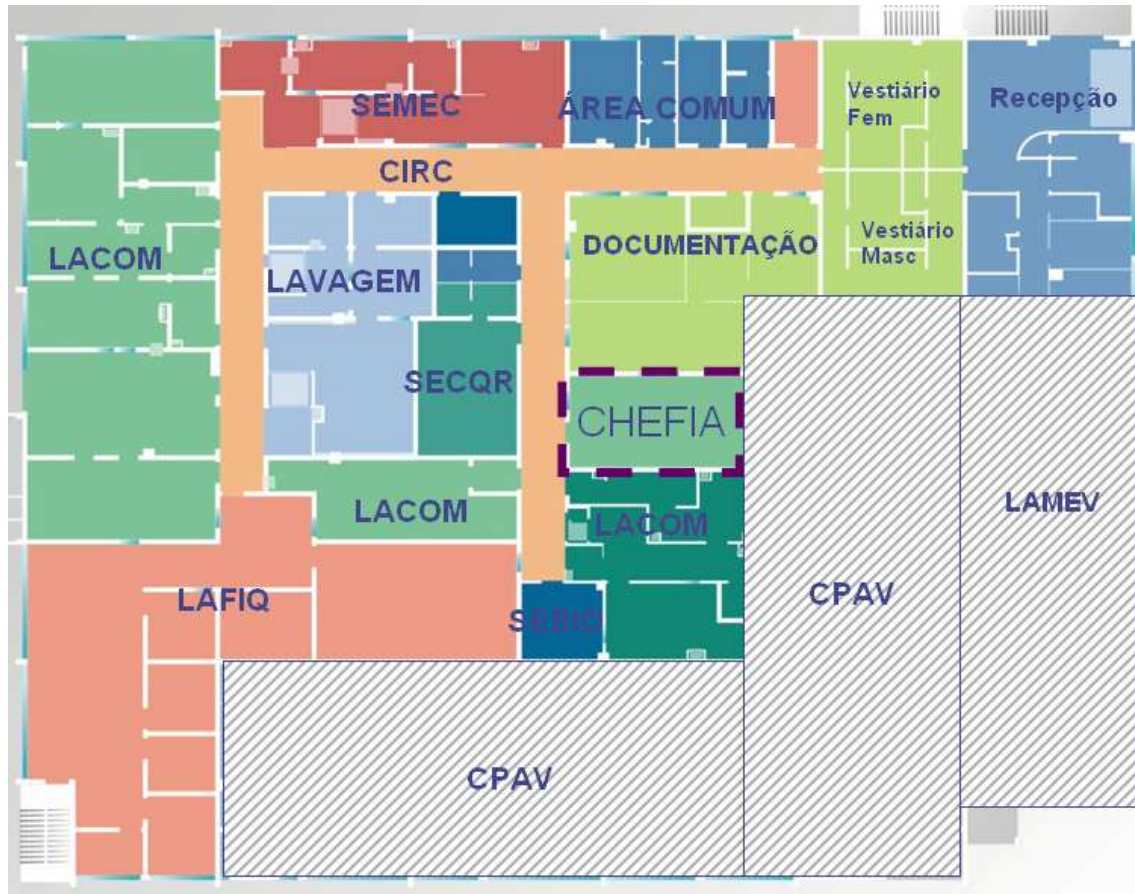 SEMEC
ÁREA COMUM
Vestiário
Fem
Recepção
CIRC
LACOM
LAVAGEM
DOCUMENTAÇÃO
Vestiário
Masc
SECQR
CHEFIA
LACOM
LACOM
LAMEV
LAFIQ
SEBIO
CPAV
CPAV